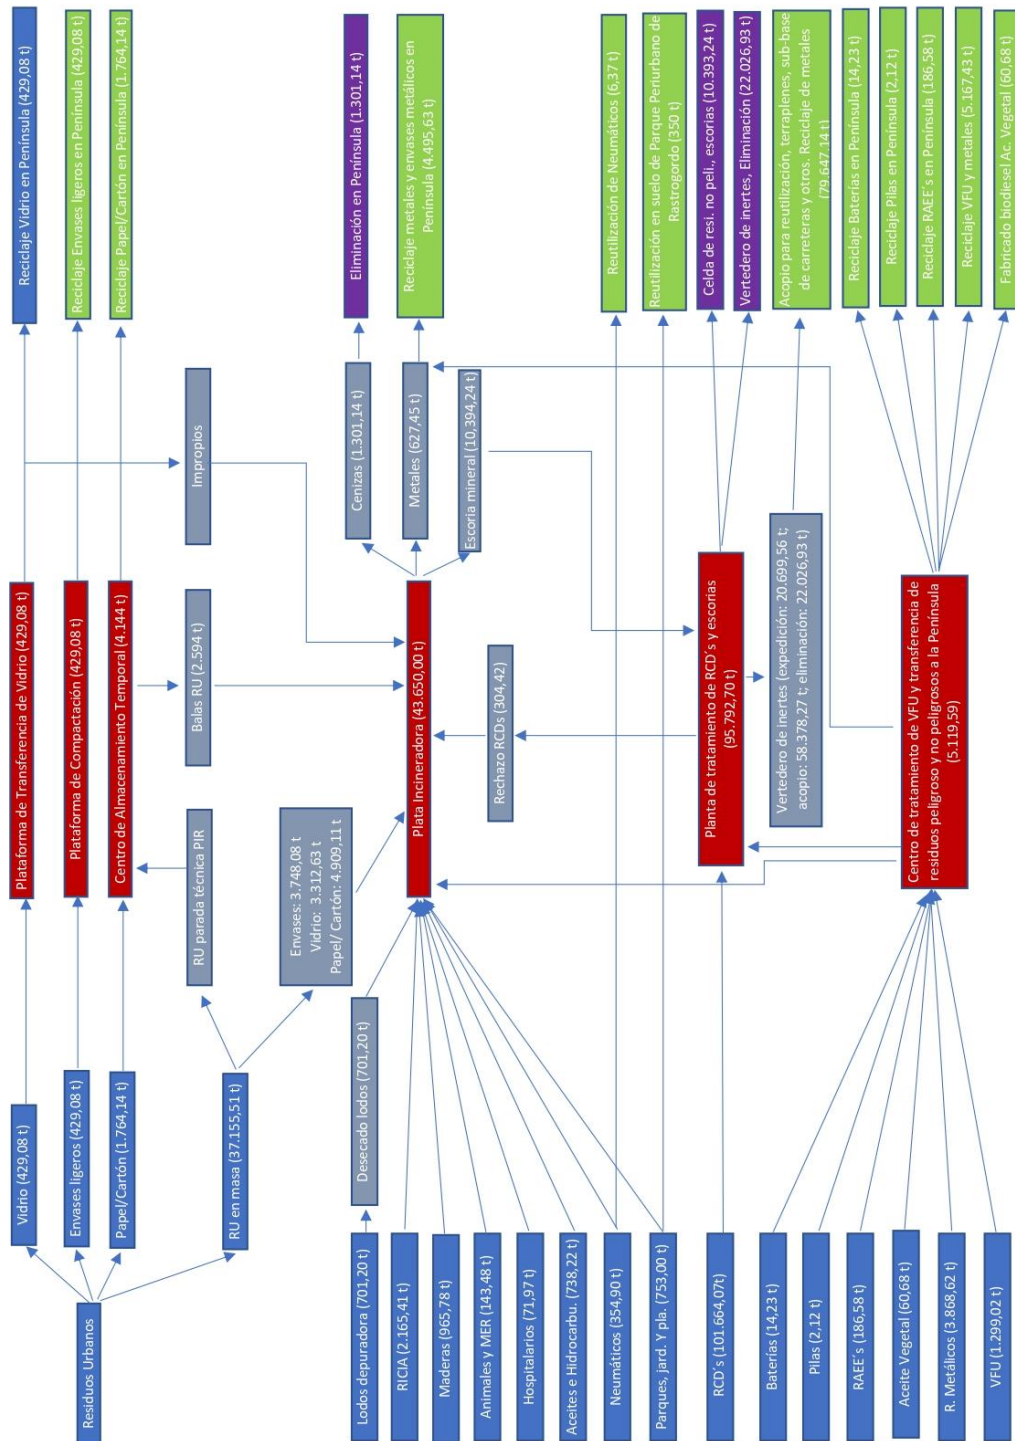 Residuos Urbanos
Vidrio (429,08 t)
Envases ligeros (429,08 t)
Papel/Cartón (1.764,14 t)
RU en masa (37.155,51 t)
Plataforma de Transferencia de Vidrio (429,08 t)
Plataforma de Compactación (429,08 t)
Centro de Almacenamiento Temporal (4.144 t)
Reciclaje Vidrio en Península (429,08 t)
Reciclaje Envases ligeros en Península (429,08 t)
Reciclaje Papel/Cartón en Península (1.764,14 t)
RU parada técnica PIR
Balas RU (2.594 t)
Impropios
Envases: 3.748,08 t
Vidrio: 3.312,63 t
Papel/ Cartón: 4.909,11 t
Lodos depuradora (701,20 t)
Desecado lodos (701,20 t)
RICIA (2.165,41 t)
Maderas (965,78 t)
Animales y MER (143,48 t)
Hospitalarios (71,97 t)
Aceites e Hidrocarbu. (738,22 t)
Neumáticos (354,90 t)
Parques, jard. Y pla. (753,00 t)
Plata Incineradora (43.650,00 t)
Cenizas (1.301,14 t)
Metales (627,45 t)
Escoria mineral (10,394,24 t)
Eliminación en Península (1.301,14 t)
Reciclaje metales y envases metálicos en
Península (4.495,63 t)
Rechazo RCDs (304,42)
Reutilización de Neumáticos (6,37 t)
Reutilización en suelo de Parque Periurbano de
Rastrogordo (350 t)
RCD's (101.664,07t)
Planta de tratamiento de RCD´s y escorias
(95.792,70 t)
Celda de resi. no peli., escorias (10.393,24 t)
Vertedero de inertes, Eliminación (22.026,93 t)
Vertedero de inertes (expedición: 20.699,56 t;
acopio: 58.378,27 t; eliminación: 22.026,93 t)
Acopio para reutilización, terraplenes, sub-base
de carreteras y otros. Reciclaje de metales
(79.647,14 t)
Baterías (14,23 t)
Pilas (2,12 t)
RAEE´s (186,58 t)
Aceite Vegetal (60,68 t)
R. Metálicos (3.868,62 t)
VFU (1.299,02 t)
Centro de tratamiento de VFU y transferencia de
residuos peligroso y no peligrosos a la Península
(5.119,59)
Reciclaje Baterías en Península (14,23 t)
Reciclaje Pilas en Península (2,12 t)
Reciclaje RAEE´s en Península (186,58 t)
Reciclaje VFU y metales (5.167,43 t)
Fabricado biodiesel Ac. Vegetal (60,68 t)